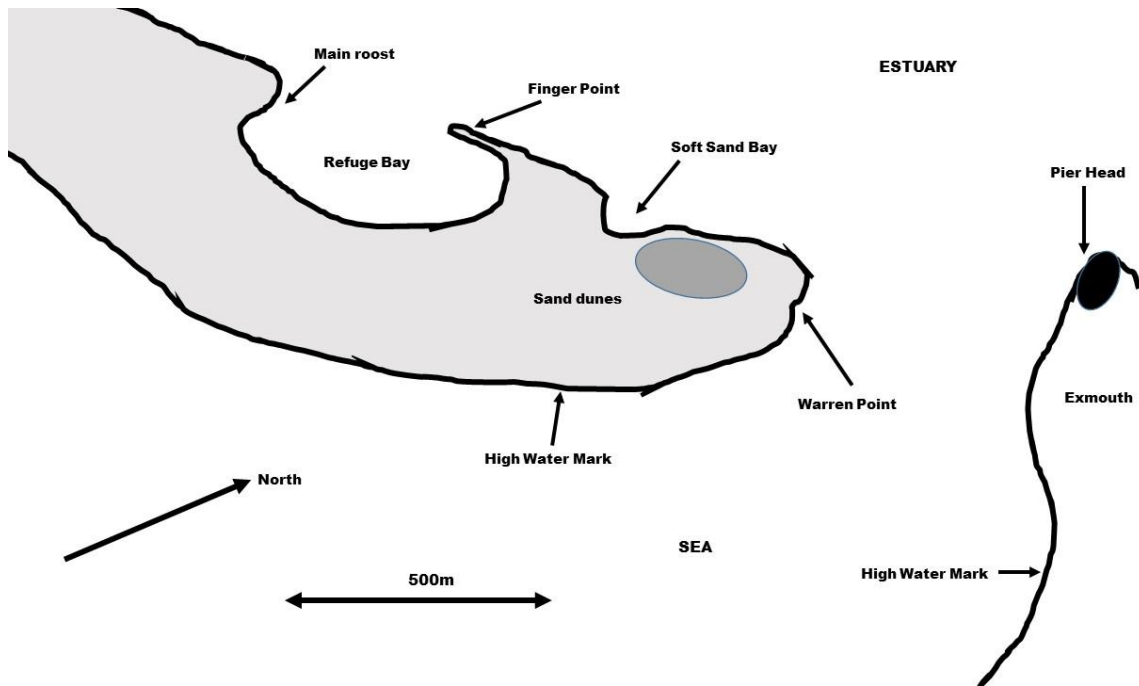 Main roost
ESTUARY
Finger Point
Soft Sand Bay
Refuge Bay
Pier Head
Sand dunes
Warren Point
Exmouth
High Water Mark
North
SEA
500m
High Water Mark